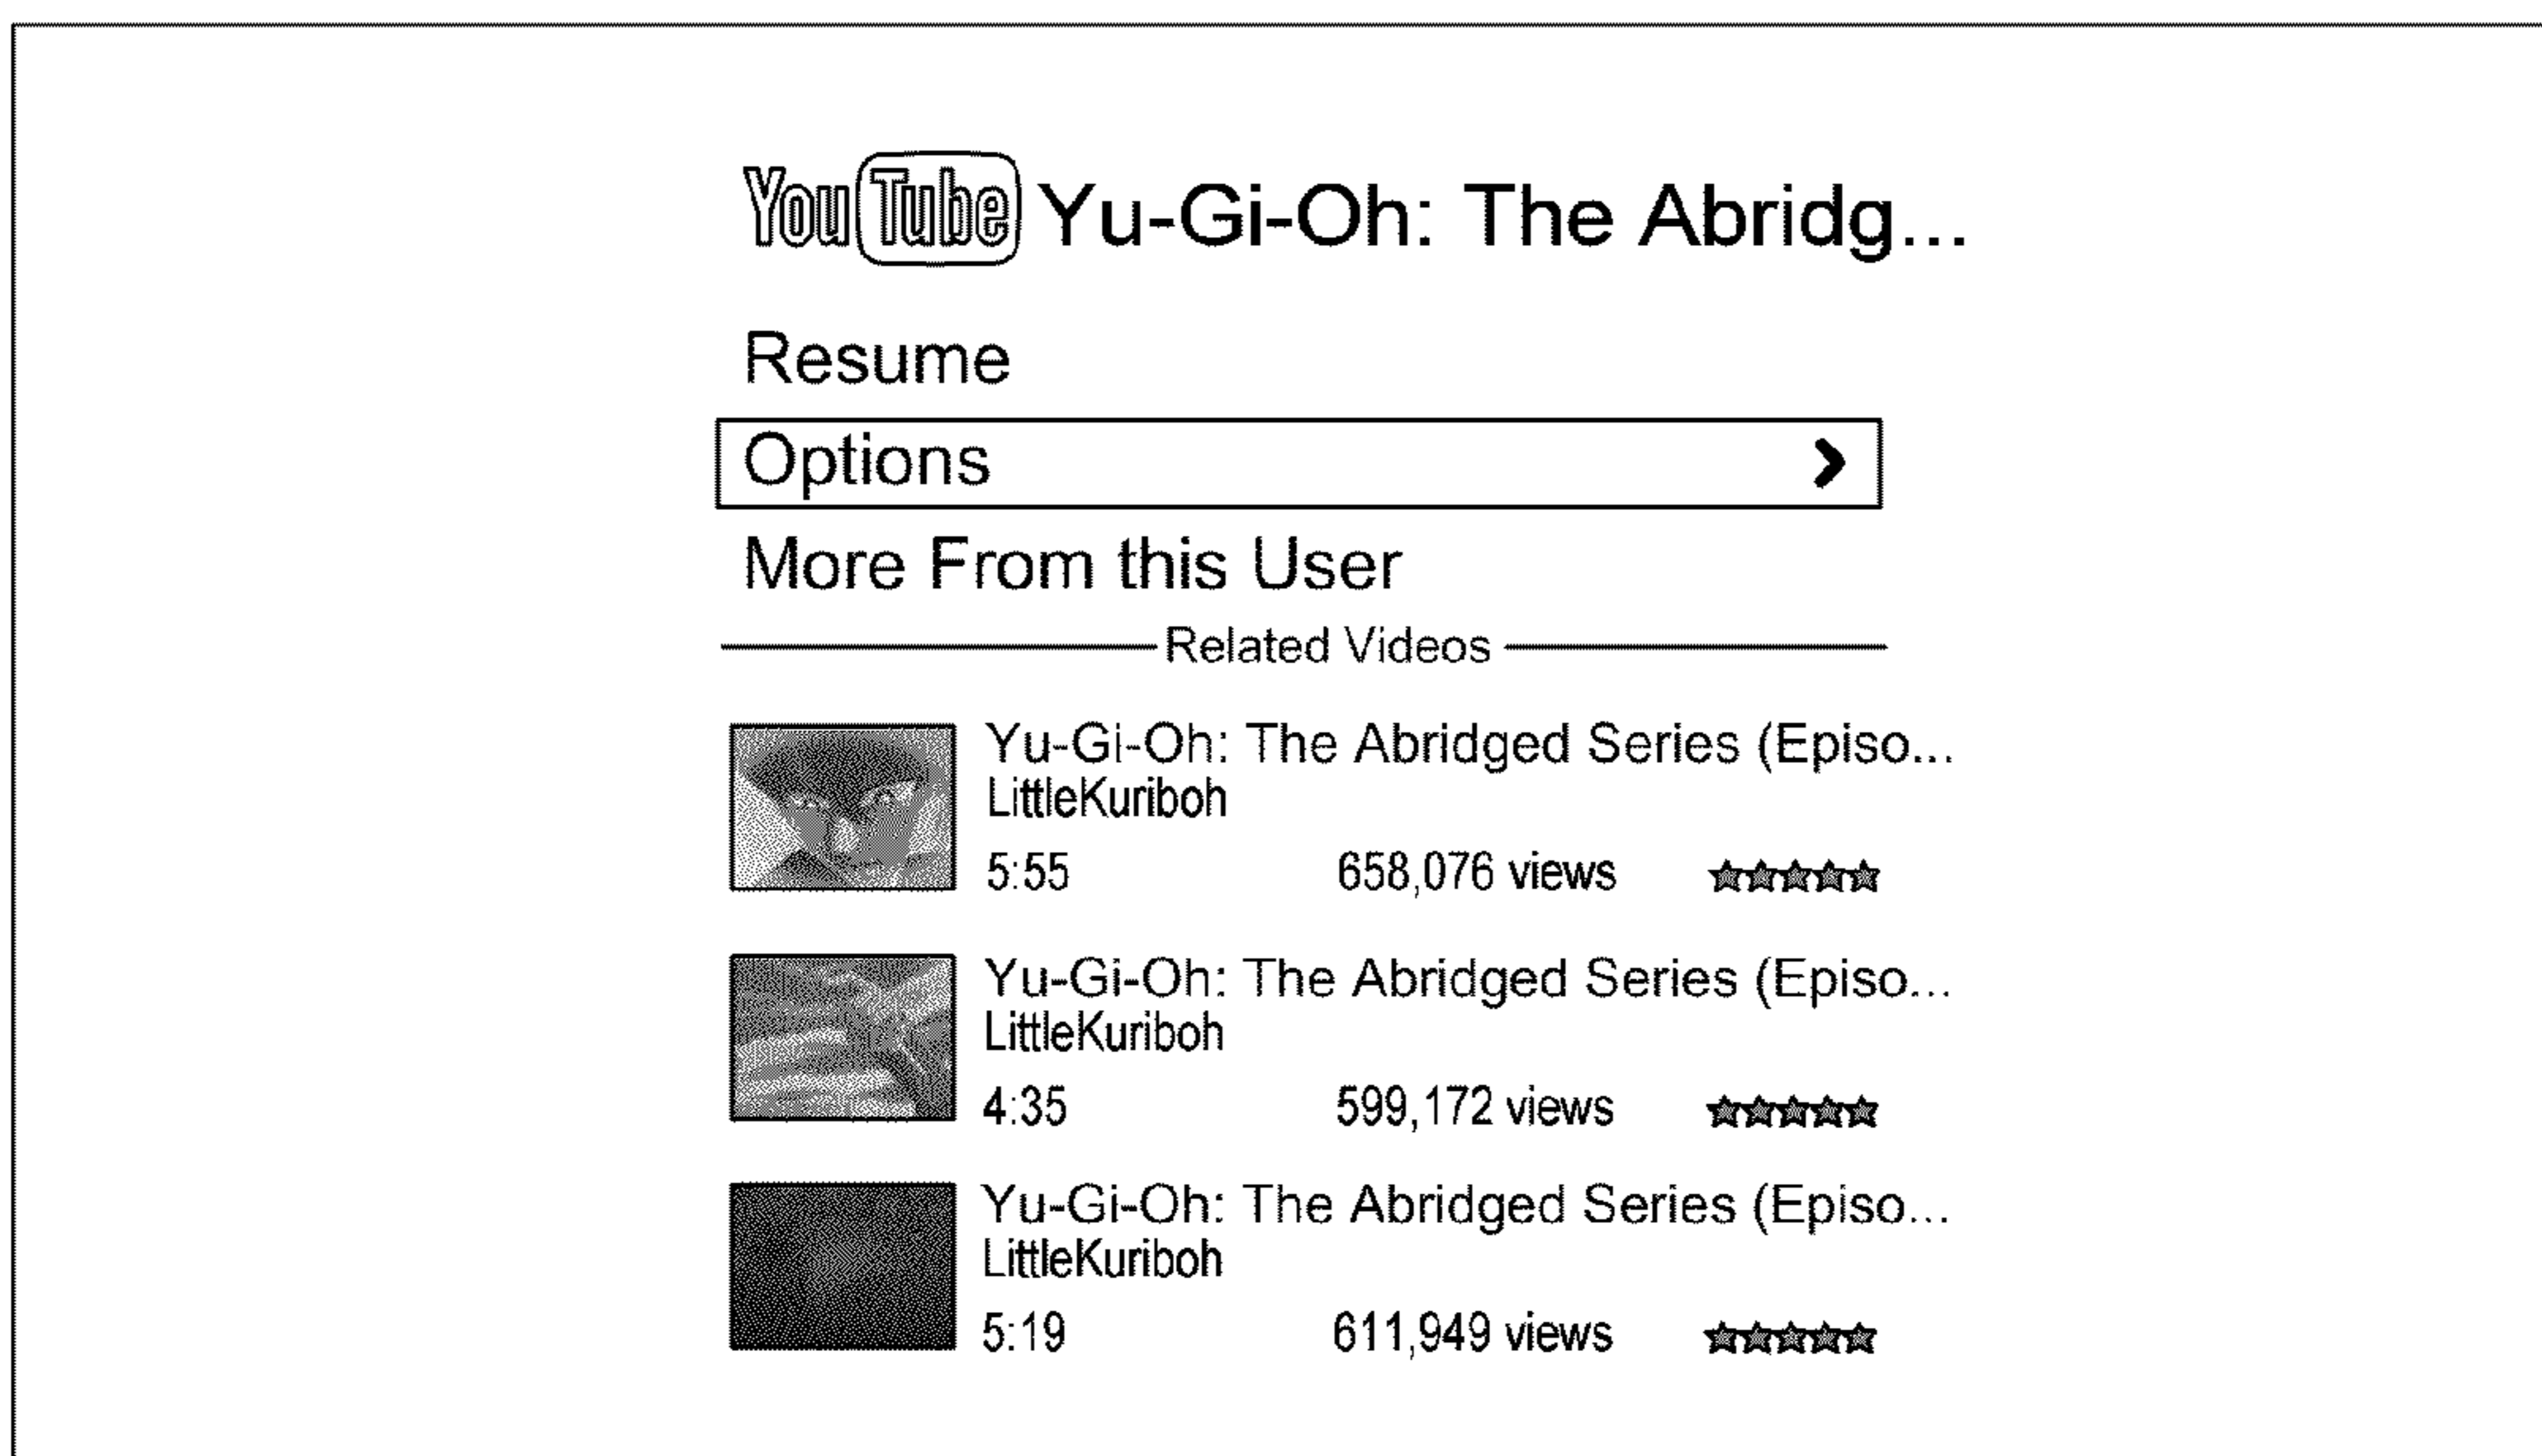 YouTube Yu-Gi-Oh: The Abridg...
Resume
Options
More From this User
Related Videos
Yu-Gi-Oh: The Abridged Series (Episo...
LittleKuriboh
5:55 658,076 views
Yu-Gi-Oh: The Abridged Series (Episo...
LittleKuriboh
4:35 599,172 views
Yu-Gi-Oh: The Abridged Series (Episo...
LittleKuriboh
5:19 611,949 views